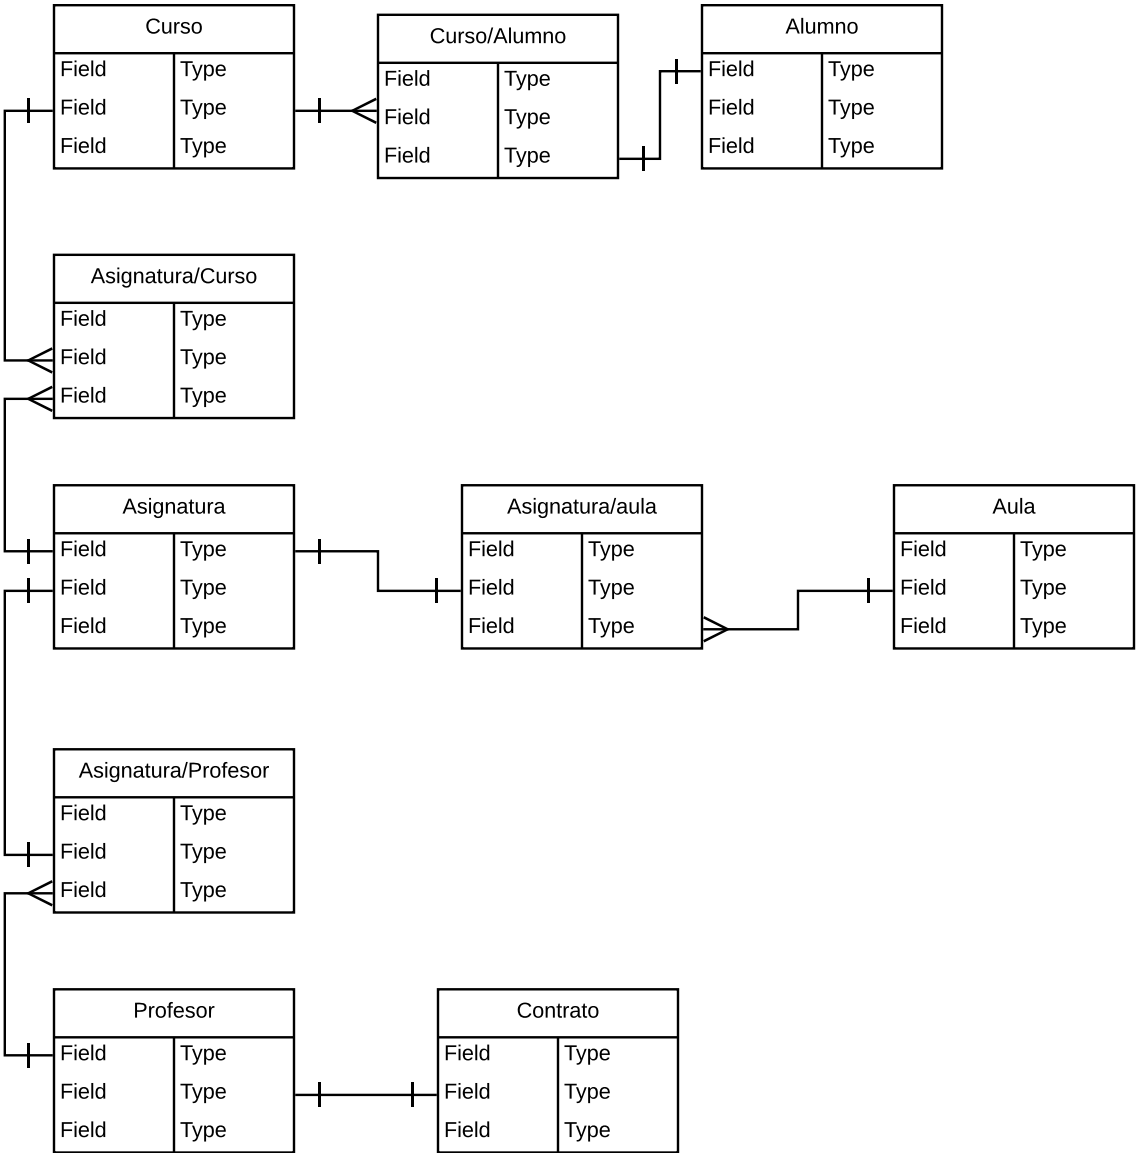 Curso
Field Type
Field Type
Field Type
Curso/Alumno
Field Type
Field Type
Field Type
Alumno
Field Type
Field Type
Field Type
Asignatura/Curso
Field Type
Field Type
Field Type
Asignatura
Field Type
Field Type
Field Type
Asignatura/aula
Field Type
Field Type
Field Type
Aula
Field Type
Field Type
Field Type
Asignatura/Profesor
Field Type
Field Type
Field Type
Profesor
Field Type
Field Type
Field Type
Contrato
Field Type
Field Type
Field Type